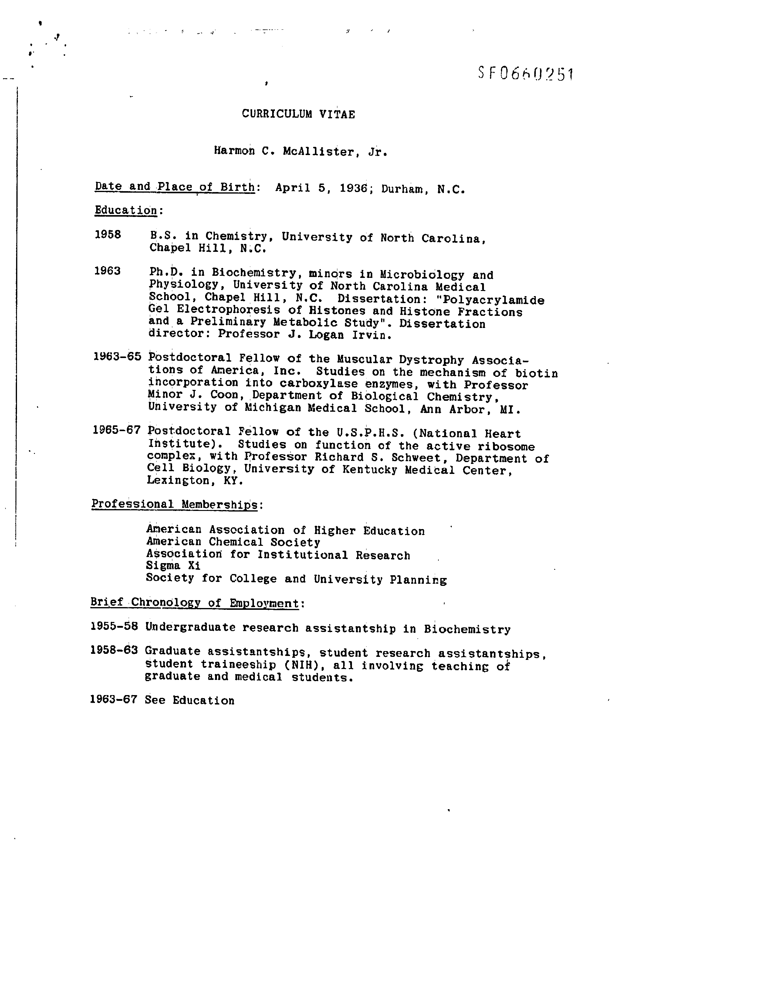 SF0660251
CURRICULUM VITAE
Harmon C. McAllister, Jr.
Date and Place of Birth: April 5, 1936; Durham, N.C.
Education:
1958 B.S. in Chemistry, University of North Carolina,
Chapel Hill, N.C.
1963 Ph.D. in Biochemistry, minors in Microbiology and
Physiology, University of North Carolina Medical
School, Chapel Hill, N.C. Dissertation: "Polyacrylamide
Gel Electrophoresis of Histones and Histone Fractions
and a Preliminary Metabolic Study". Dissertation
director: Professor J. Logan Irvin.
1963-65 Postdoctoral Fellow of the Muscular Dystrophy Associa-
tions of America, Inc. Studies on the mechanism of biotin
incorporation into carboxylase enzymes, with Professor
Minor J. Coon, Department of Biological Chemistry,
University of Michigan Medical School, Ann Arbor, MI.
1965-67 Postdoctoral Fellow of the U.S.P.H.S. (National Heart
Institute). Studies on function of the active ribosome
complex, with Professor Richard S. Schweet, Department of
Cell Biology, University of Kentucky Medical Center,
Lexington, KY.
Professional Memberships:
American Association of Higher Education
American Chemical Society
Association for Institutional Research
Sigma Xi
Society for College and University Planning
Brief Chronology of Employment:
1955-58 Undergraduate research assistantship in Biochemistry
1958-63 Graduate assistantships, student research assistantships,
student traineeship (NIH), all involving teaching of
graduate and medical students.
1963-67 See Education